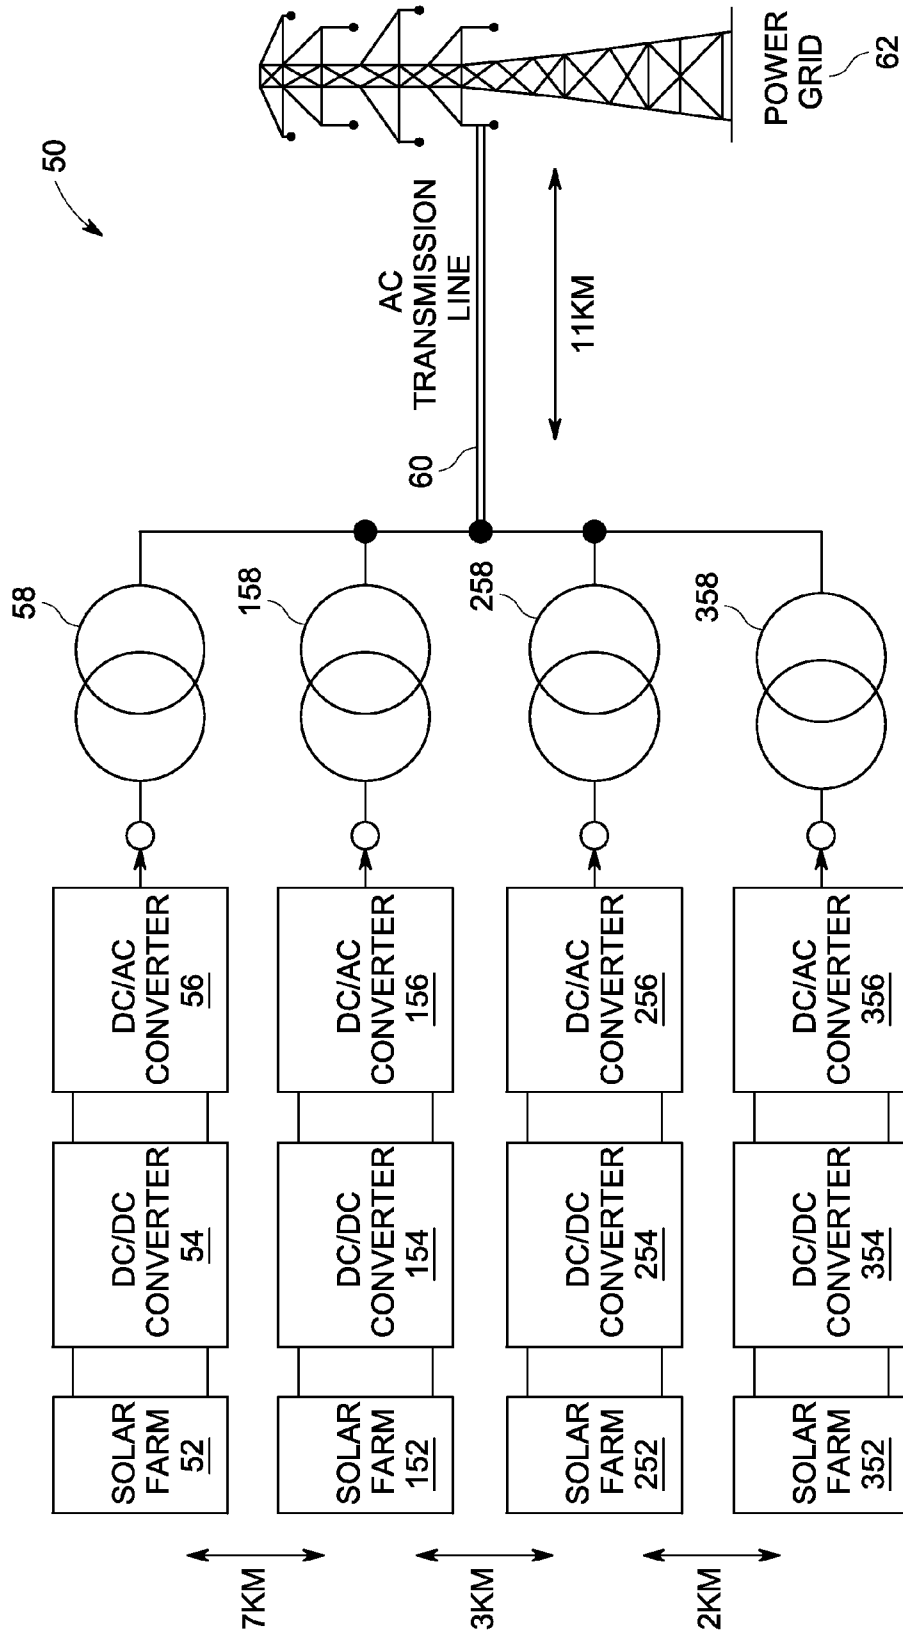 50
SOLAR
FARM
52
DC/DC
CONVERTER
54
DC/AC
CONVERTER
56
58
7KM
SOLAR
FARM
152
DC/DC
CONVERTER
154
DC/AC
CONVERTER
156
158
3KM
SOLAR
FARM
252
DC/DC
CONVERTER
254
DC/AC
CONVERTER
256
258
2KM
SOLAR
FARM
352
DC/DC
CONVERTER
354
DC/AC
CONVERTER
356
358
60
AC
TRANSMISSION
LINE
11KM
POWER
GRID
62